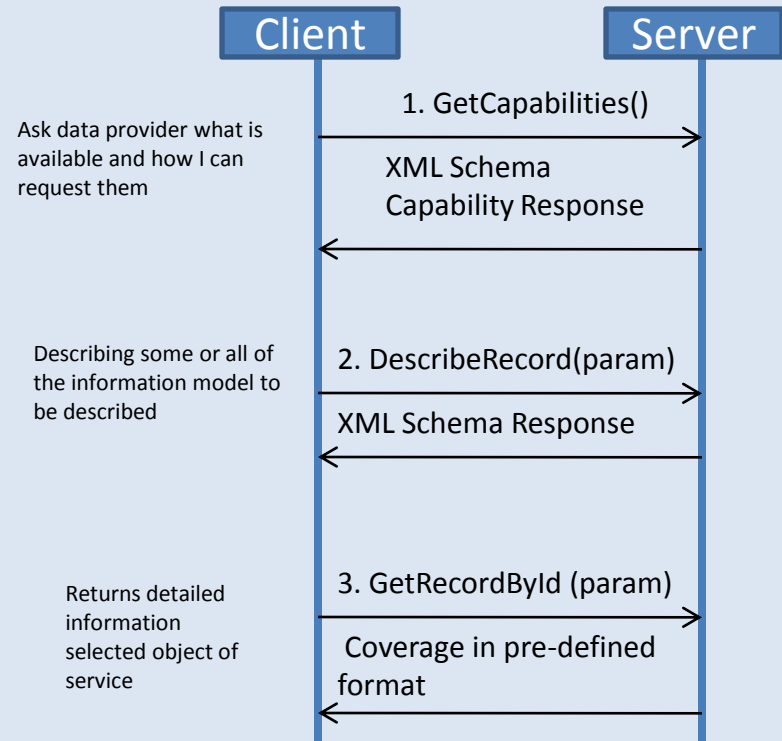 Client
Server
1. GetCapabilities()
Ask data provider what is
available and how I can
request them
XML Schema
Capability Response
Describing some or all of
the information model to
be described
2. DescribeRecord(param)
XML Schema Response
3. GetRecordById (param)
Returns detailed
information
selected object of
service
Coverage in pre-defined
format